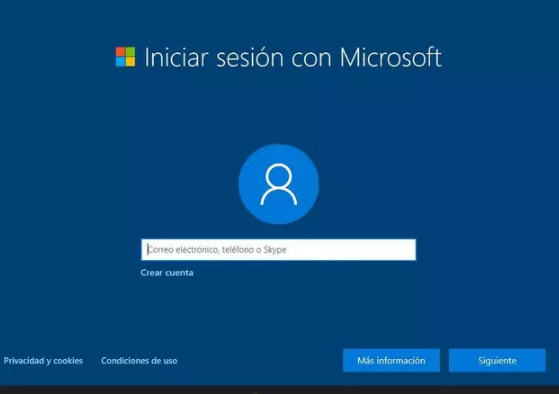 Iniciar sesión con Microsoft
Correo electrónico, teléfono o Skype
Crear cuenta
Privacidad y cookies
Condiciones de uso
Más información
Siguiente